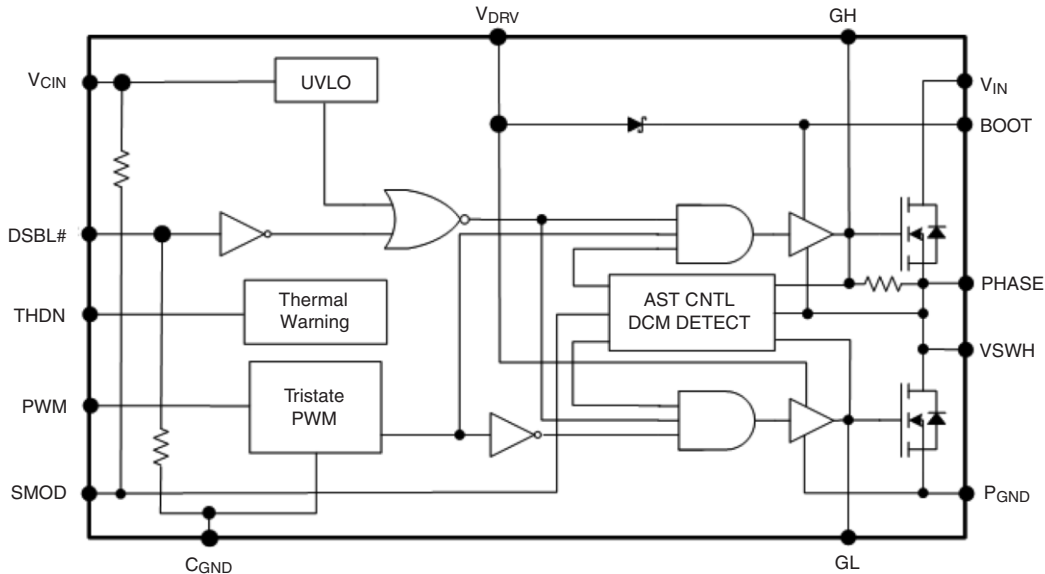 VDRV
GH
VCIN
UVLO
VIN
BOOT
DSBL#
THDN
Thermal
Warning
AST CNTL
DCM DETECT
PHASE
VSWH
PWM
Tristate
PWM
SMOD
PGND
CGND
GL